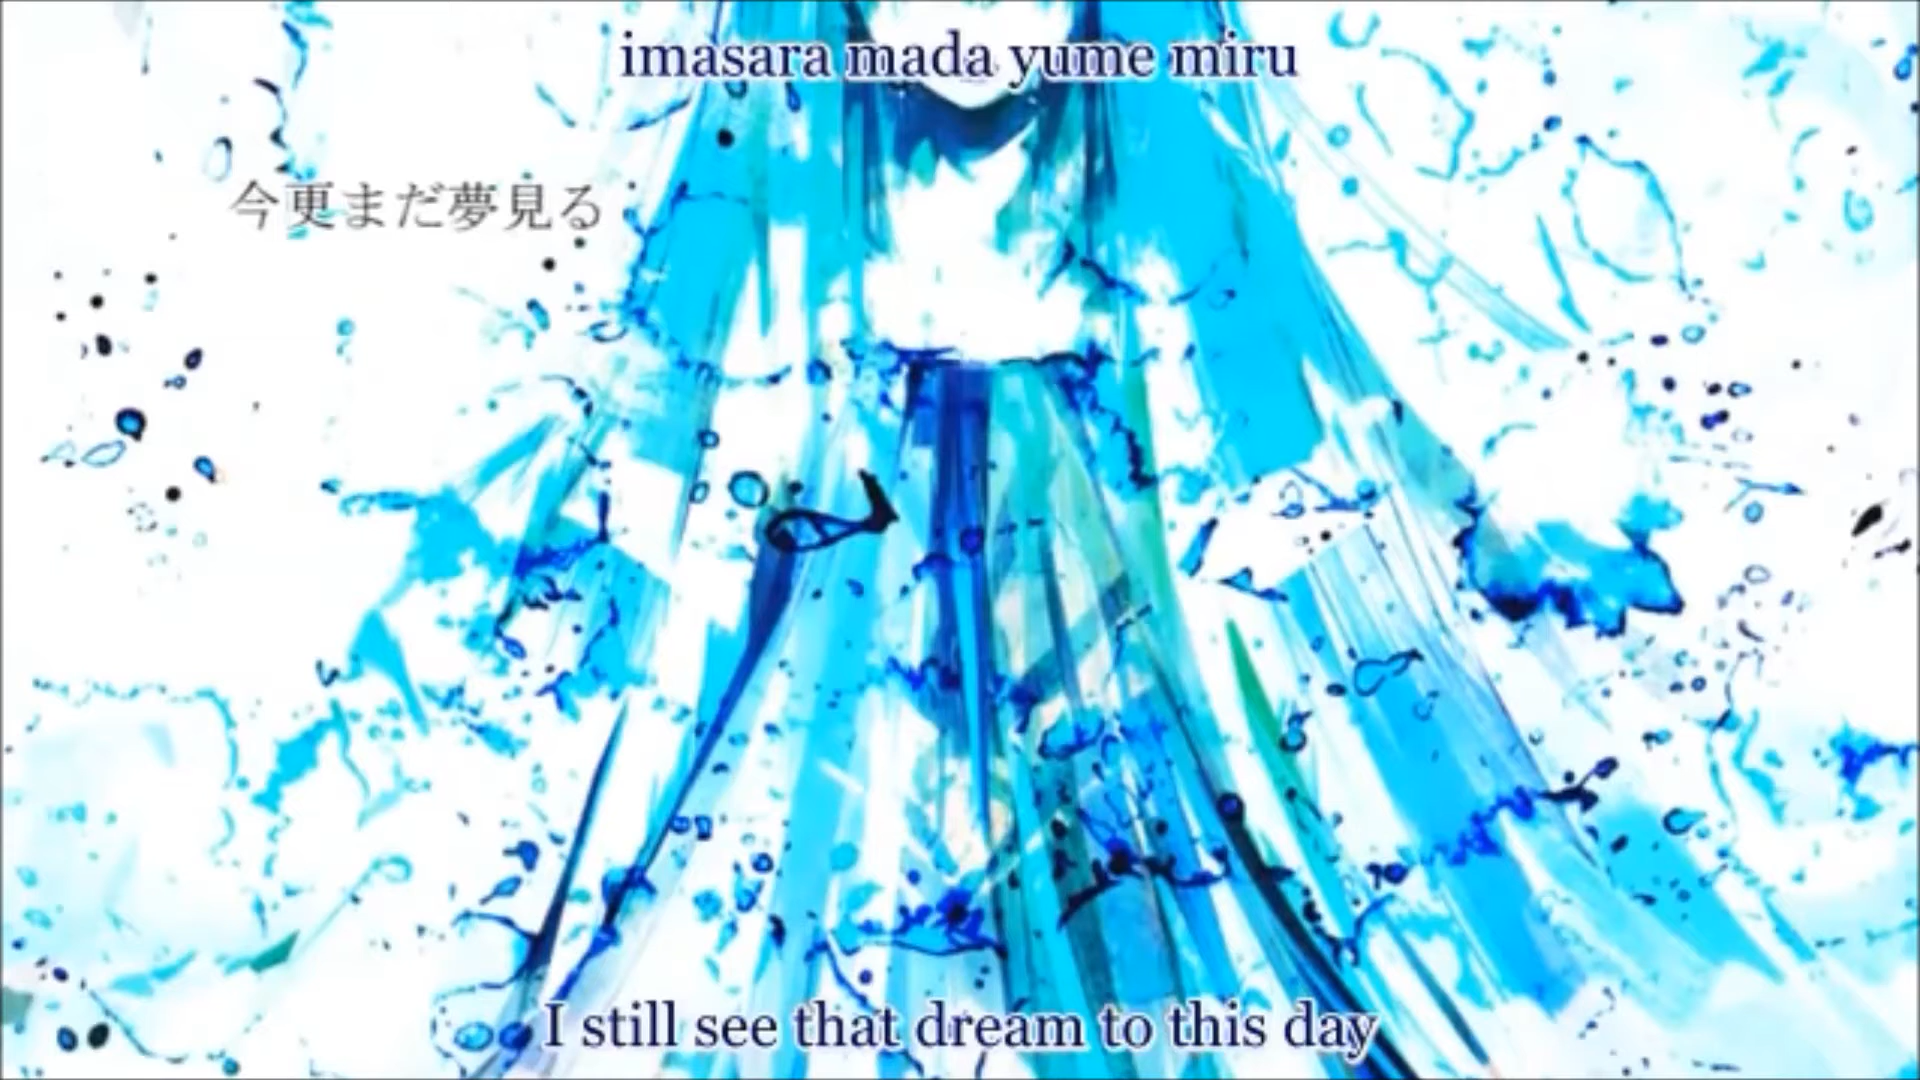 imasara mada yume miru
今更まだ夢見る
I still see that dream to this day